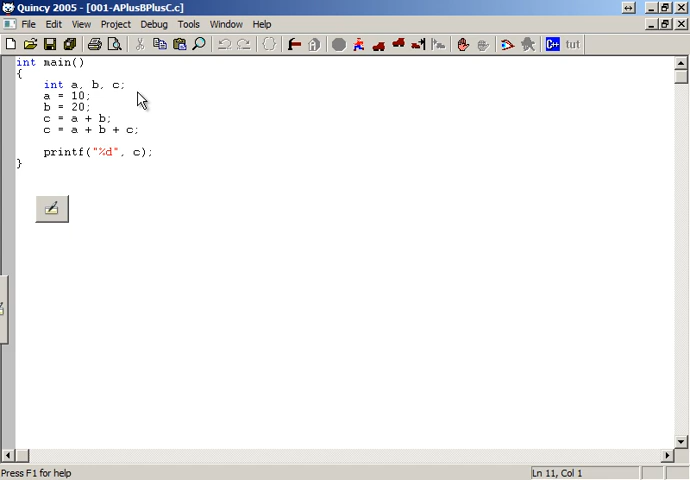 Quincy 2005 - [001-APlusBPlusC.c]
File Edit View Project Debug Tools Window Help
C++ tut
int main()
{
    int a, b, c;
    a = 10;
    b = 20;
    c = a + b;
    c = a + b + c;
    printf("%d", c);
}
Press F1 for help Ln 11, Col 1